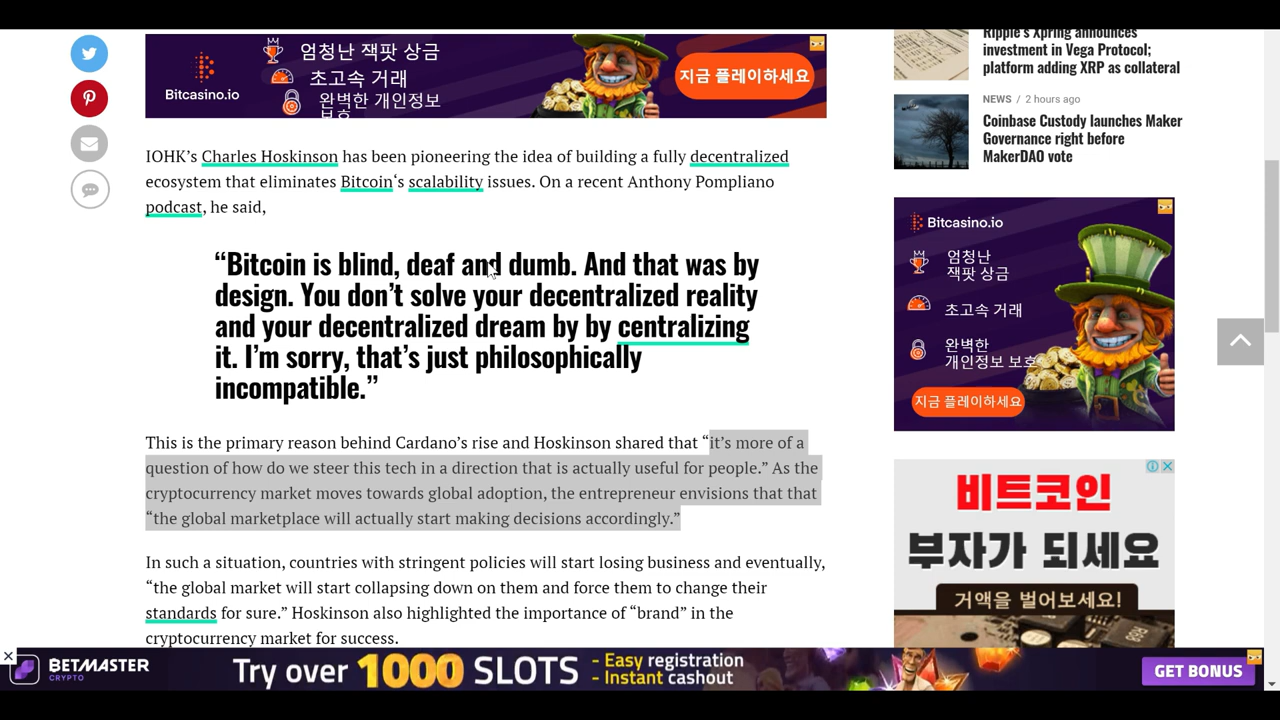 Bitcasino.io
엄청난 잭팟 상금
초고속 거래
완벽한 개인정보
보호
지금 플레이하세요
IOHK’s Charles Hoskinson has been pioneering the idea of building a fully decentralized
ecosystem that eliminates Bitcoin‘s scalability issues. On a recent Anthony Pompliano
podcast, he said,
“Bitcoin is blind, deaf and dumb. And that was by
design. You don’t solve your decentralized reality
and your decentralized dream by by centralizing
it. I’m sorry, that’s just philosophically
incompatible.”
This is the primary reason behind Cardano’s rise and Hoskinson shared that “it’s more of a
question of how do we steer this tech in a direction that is actually useful for people.” As the
cryptocurrency market moves towards global adoption, the entrepreneur envisions that that
“the global marketplace will actually start making decisions accordingly.”
In such a situation, countries with stringent policies will start losing business and eventually,
“the global market will start collapsing down on them and force them to change their
standards for sure.” Hoskinson also highlighted the importance of “brand” in the
cryptocurrency market for success.
Ripple’s Xpring announces
investment in Vega Protocol;
platform adding XRP as collateral
NEWS / 2 hours ago
Coinbase Custody launches Maker
Governance right before
MakerDAO vote
Bitcasino.io
엄청난
잭팟 상금
초고속 거래
완벽한
개인정보 보호
지금 플레이하세요
비트코인
부자가 되세요
거액을 벌어보세요!
BETMASTER
CRYPTO
Try over 1000 SLOTS
- Easy registration
- Instant cashout
GET BONUS